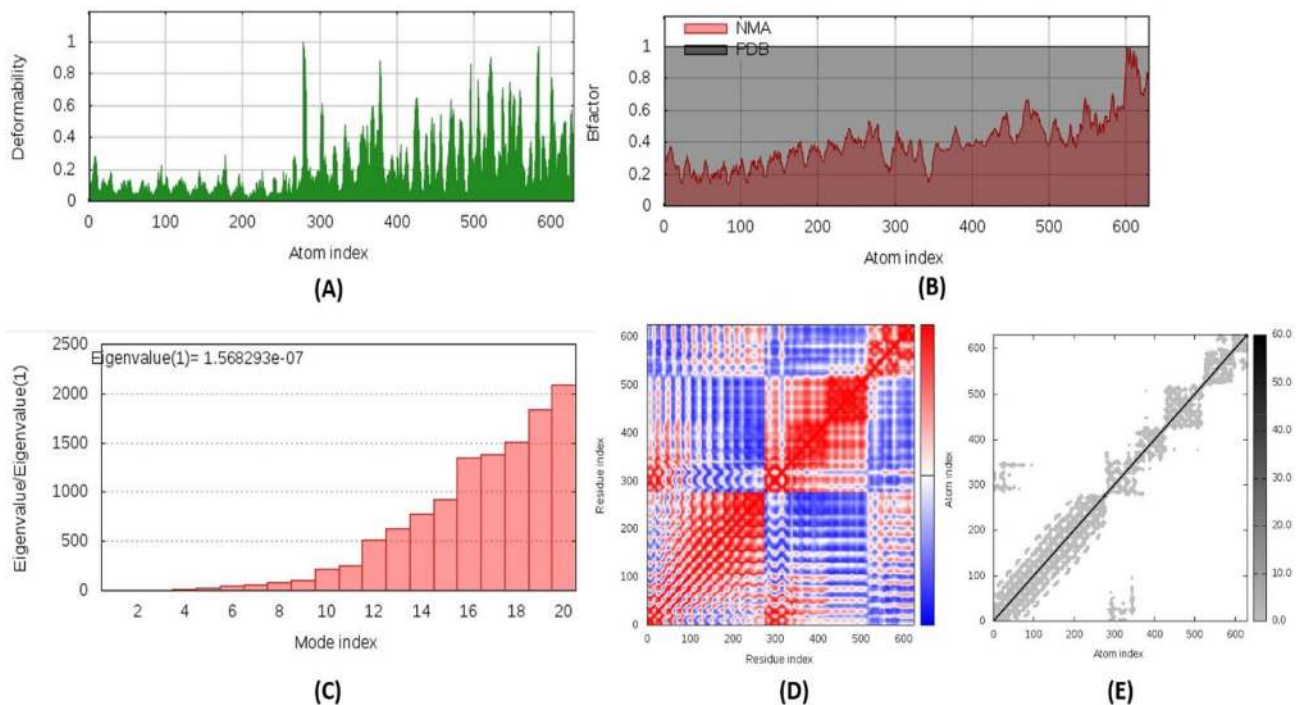 Deformability
1
0.8
0.6
0.4
0.2
0
0 100 200 300 400 500 600
Atom index
(A)
Bfactor
NMA
PDB
1
0.8
0.6
0.4
0.2
0
0 100 200 300 400 500 600
Atom index
(B)
Eigenvalue/Eigenvalue(1)
Eigenvalue(1)= 1.568293e-07
2500
2000
1500
1000
500
0
2 4 6 8 10 12 14 16 18 20
Mode index
(C)
Residue index
600
500
400
300
200
100
0
0 100 200 300 400 500 600
Residue index
(D)
Atom index
600
500
400
300
200
100
0
0 100 200 300 400 500 600
Atom index
60.0
50.0
40.0
30.0
20.0
10.0
0.0
(E)